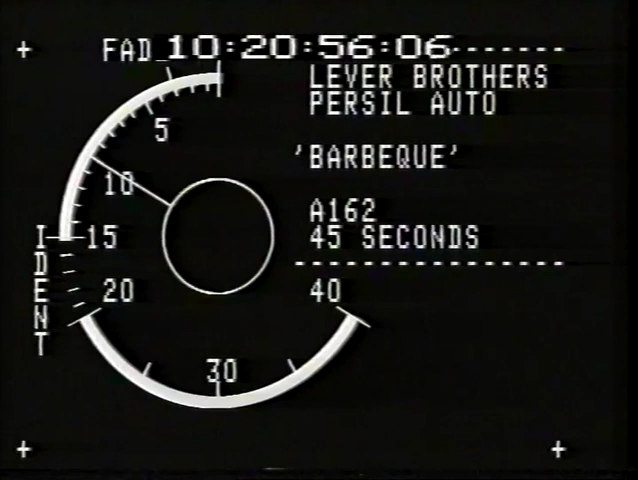 FAD 10:20:56:06
LEVER BROTHERS
PERSIL AUTO
'BARBEQUE'
A162
45 SECONDS
5
10
15
20
30
40
IDENT